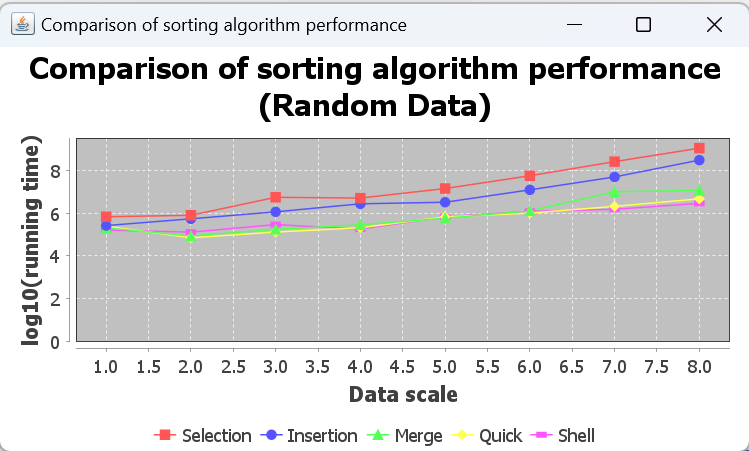 Comparison of sorting algorithm performance
Comparison of sorting algorithm performance
(Random Data)
log10(running time)
8
6
4
2
0
1.0 1.5 2.0 2.5 3.0 3.5 4.0 4.5 5.0 5.5 6.0 6.5 7.0 7.5 8.0
Data scale
Selection Insertion Merge Quick Shell